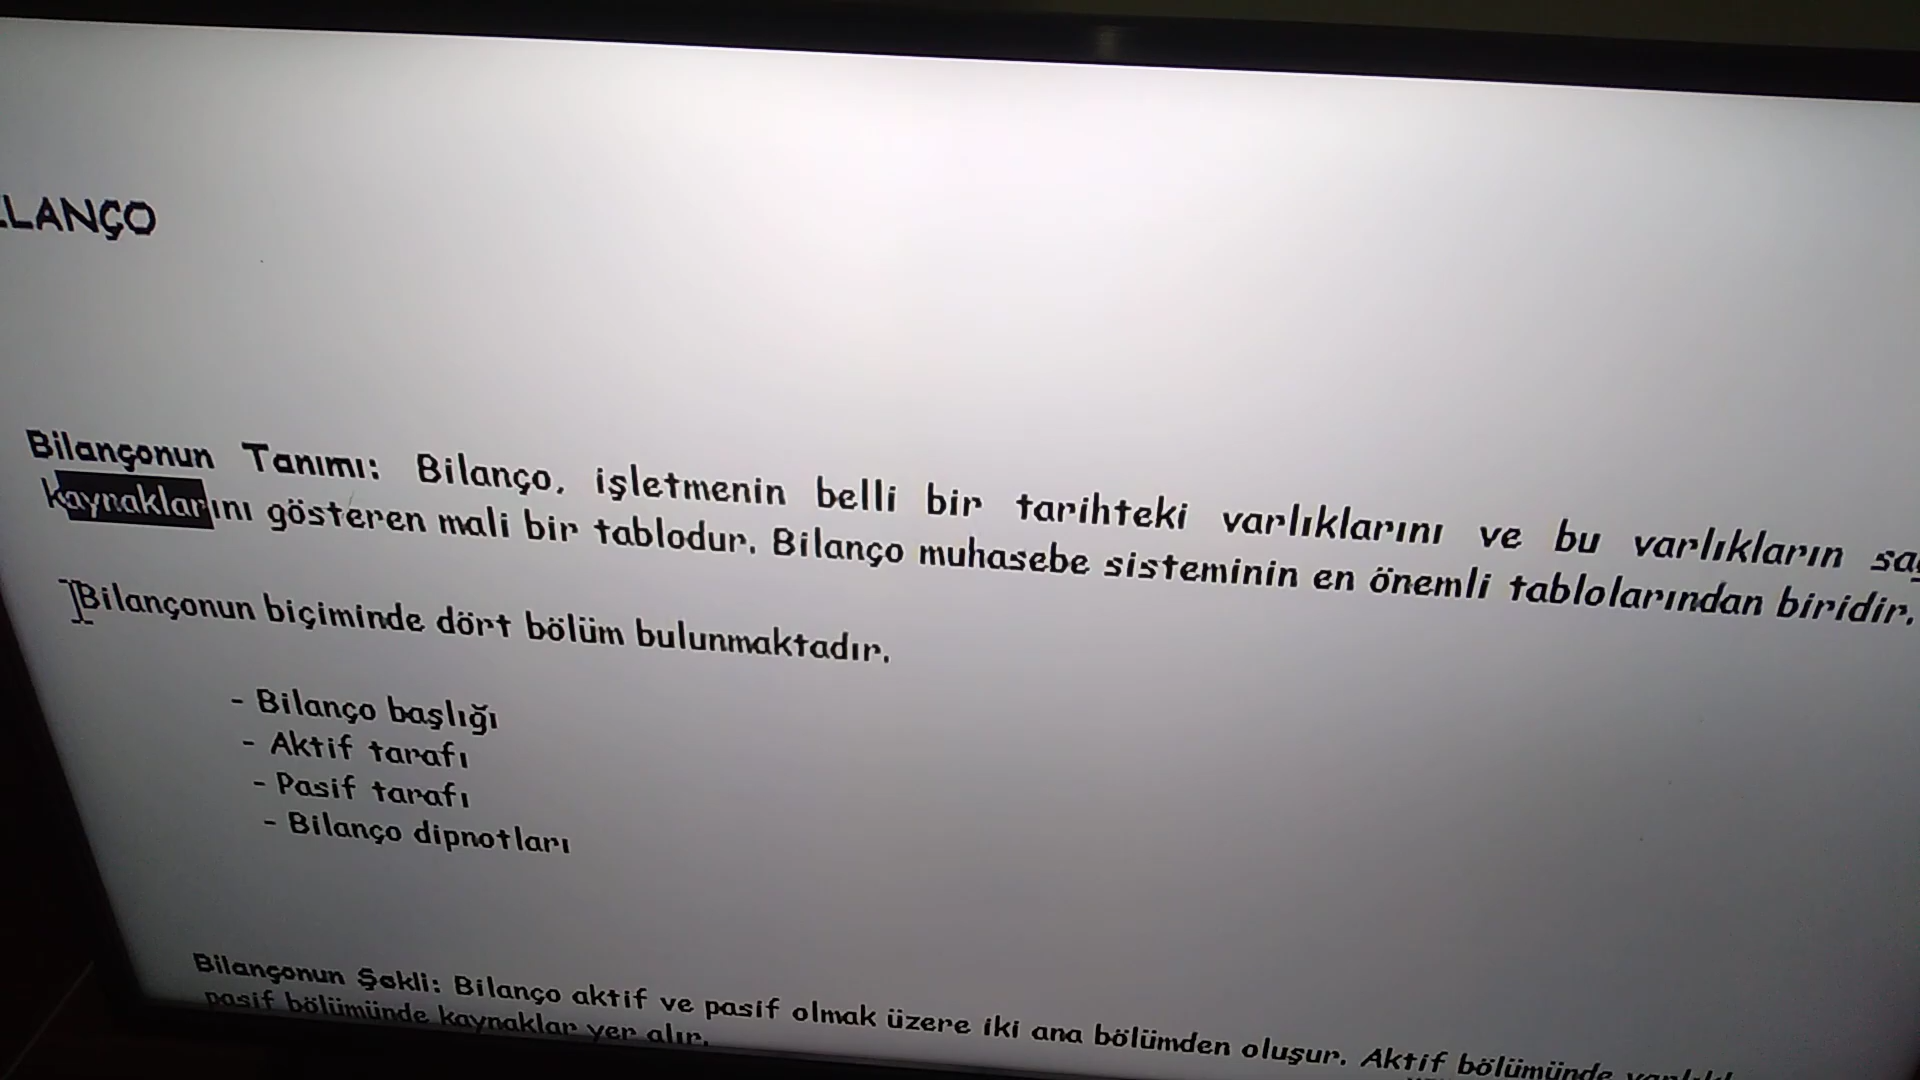 LANÇO
Bilançonun Tanımı: Bilanço, işletmenin belli bir tarihteki varlıklarını ve bu varlıkların
kaynaklarını gösteren mali bir tablodur. Bilanço muhasebe sisteminin en önemli tablolarından biridir.
Bilançonun biçiminde dört bölüm bulunmaktadır.
- Bilanço başlığı
- Aktif tarafı
- Pasif tarafı
- Bilanço dipnotları
Bilançonun Şekli: Bilanço aktif ve pasif olmak üzere iki ana bölümden oluşur. Aktif bölümünde
pasif bölümünde kaynaklar yer alır.